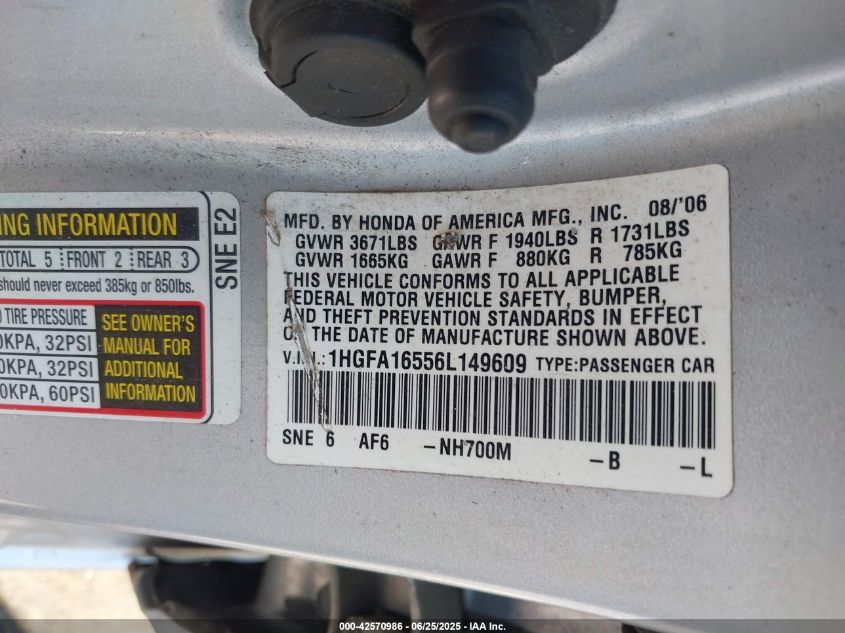 NG INFORMATION
TOTAL 5 FRONT 2 REAR 3
should never exceed 385kg or 850lbs.
TIRE PRESSURE
KPA, 32PSI
KPA, 32PSI
0KPA, 60PSI
SEE OWNER'S
MANUAL FOR
ADDITIONAL
INFORMATION
SNE E2
MFD. BY HONDA OF AMERICA MFG., INC. 08/'06
GVWR 3671LBS GAWR F 1940LBS R 1731LBS
GVWR 1665KG GAWR F 880KG R 785KG
THIS VEHICLE CONFORMS TO ALL APPLICABLE
FEDERAL MOTOR VEHICLE SAFETY, BUMPER,
AND THEFT PREVENTION STANDARDS IN EFFECT
ON THE DATE OF MANUFACTURE SHOWN ABOVE.
V.I.N.: 1HGFA16556L149609 TYPE:PASSENGER CAR
SNE 6 AF6 -NH700M -B -L
000-42570986 - 06/25/2025 - IAA Inc.